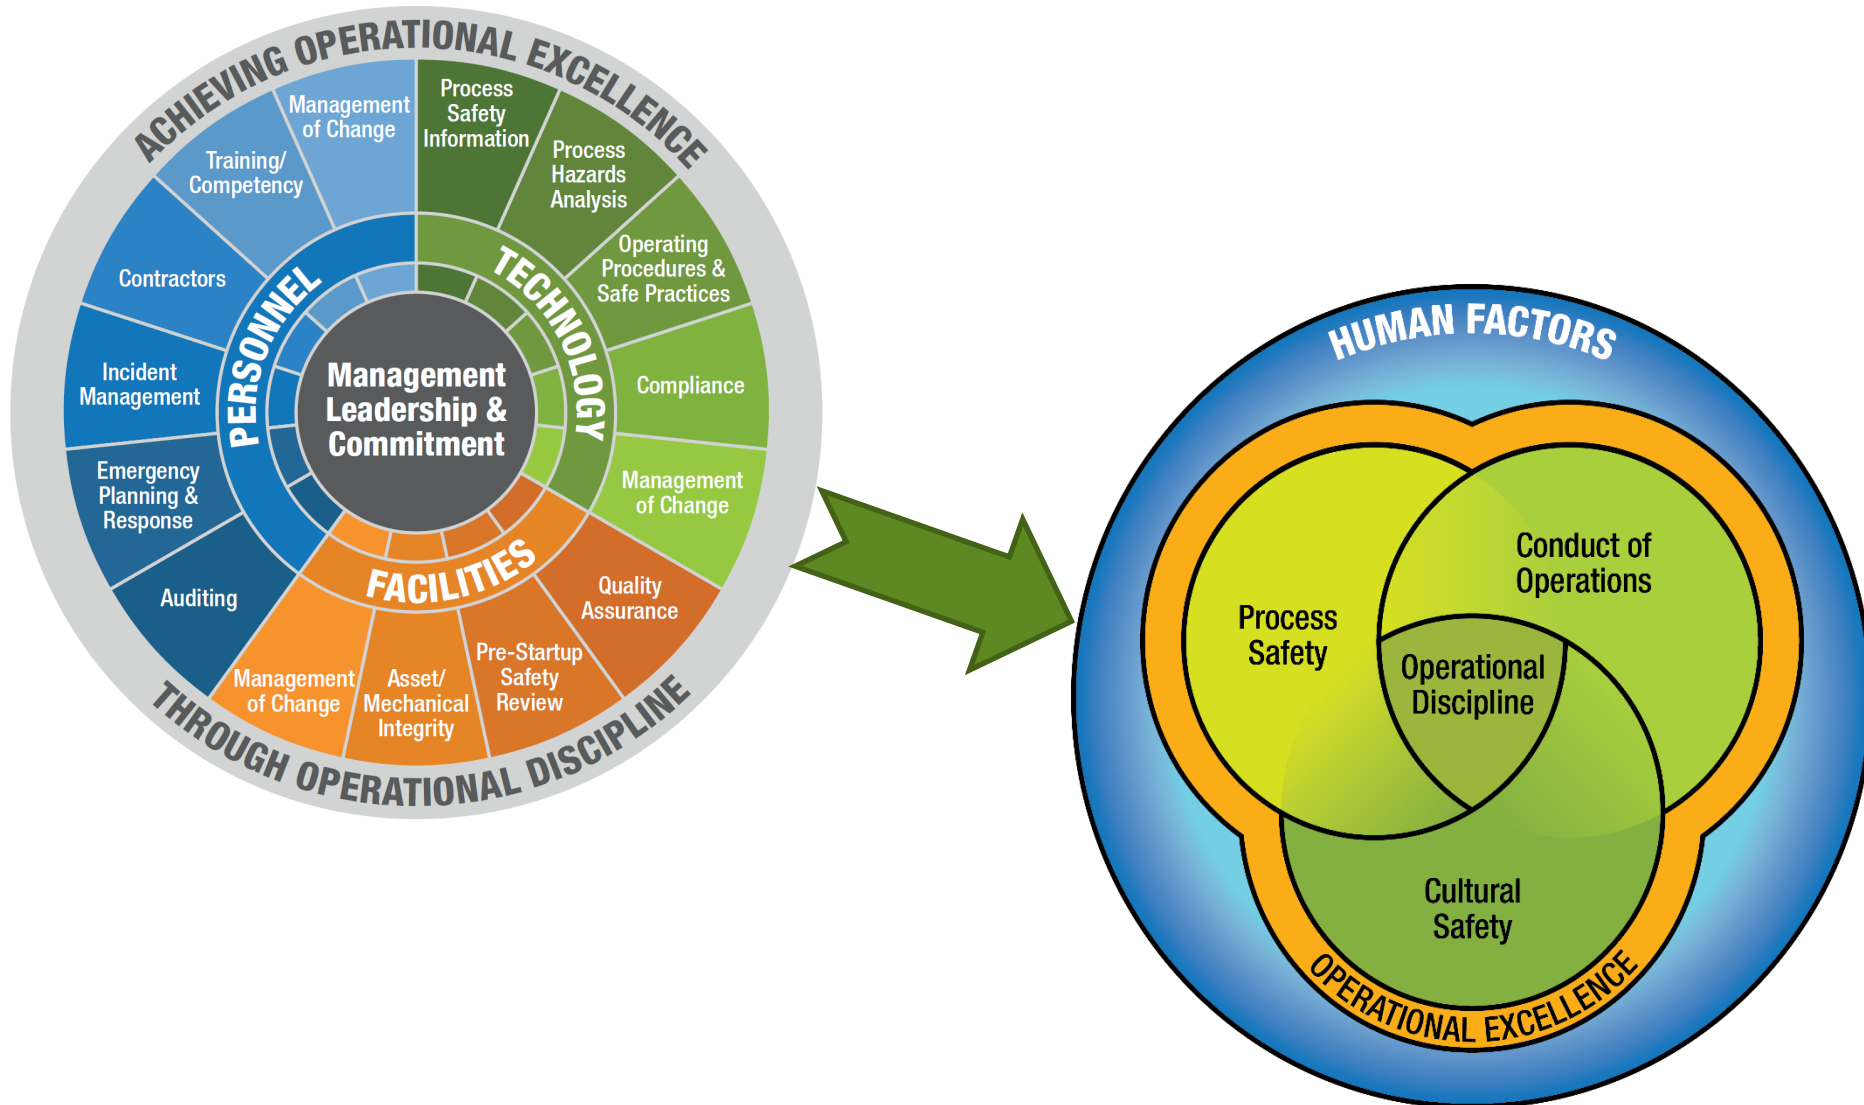 ACHIEVING OPERATIONAL EXCELLENCE
Management
of Change
Process
Safety
Information
Training/
Competency
Process
Hazards
Analysis
Contractors
Operating
Procedures &
Safe Practices
Incident
Management
Compliance
Emergency
Planning &
Response
Management
of Change
Auditing
Quality
Assurance
Management
of Change
Asset/
Mechanical
Integrity
Pre-Startup
Safety
Review
PERSONNEL
TECHNOLOGY
FACILITIES
Management
Leadership &
Commitment
THROUGH OPERATIONAL DISCIPLINE
HUMAN FACTORS
Process
Safety
Conduct of
Operations
Operational
Discipline
Cultural
Safety
OPERATIONAL EXCELLENCE